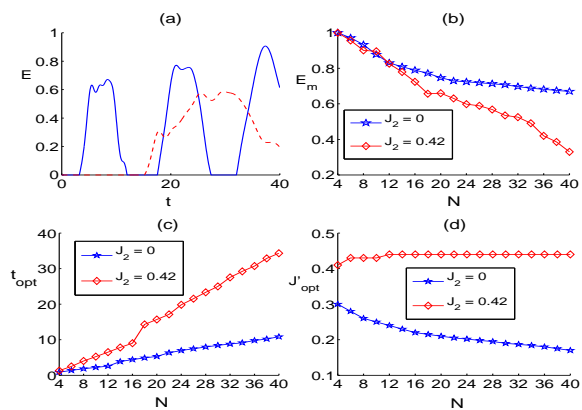 (a)
E
1
0.8
0.6
0.4
0.2
0
0 20 40
t
(b)
E_m
1
0.8
0.6
0.4
0.2
J_2 = 0
J_2 = 0.42
4 8 12 16 20 24 28 32 36 40
N
(c)
t_opt
40
30
20
10
0
J_2 = 0
J_2 = 0.42
4 8 12 16 20 24 28 32 36 40
N
(d)
J'_opt
0.5
0.4
0.3
0.2
0.1
J_2 = 0
J_2 = 0.42
4 8 12 16 20 24 28 32 36 40
N